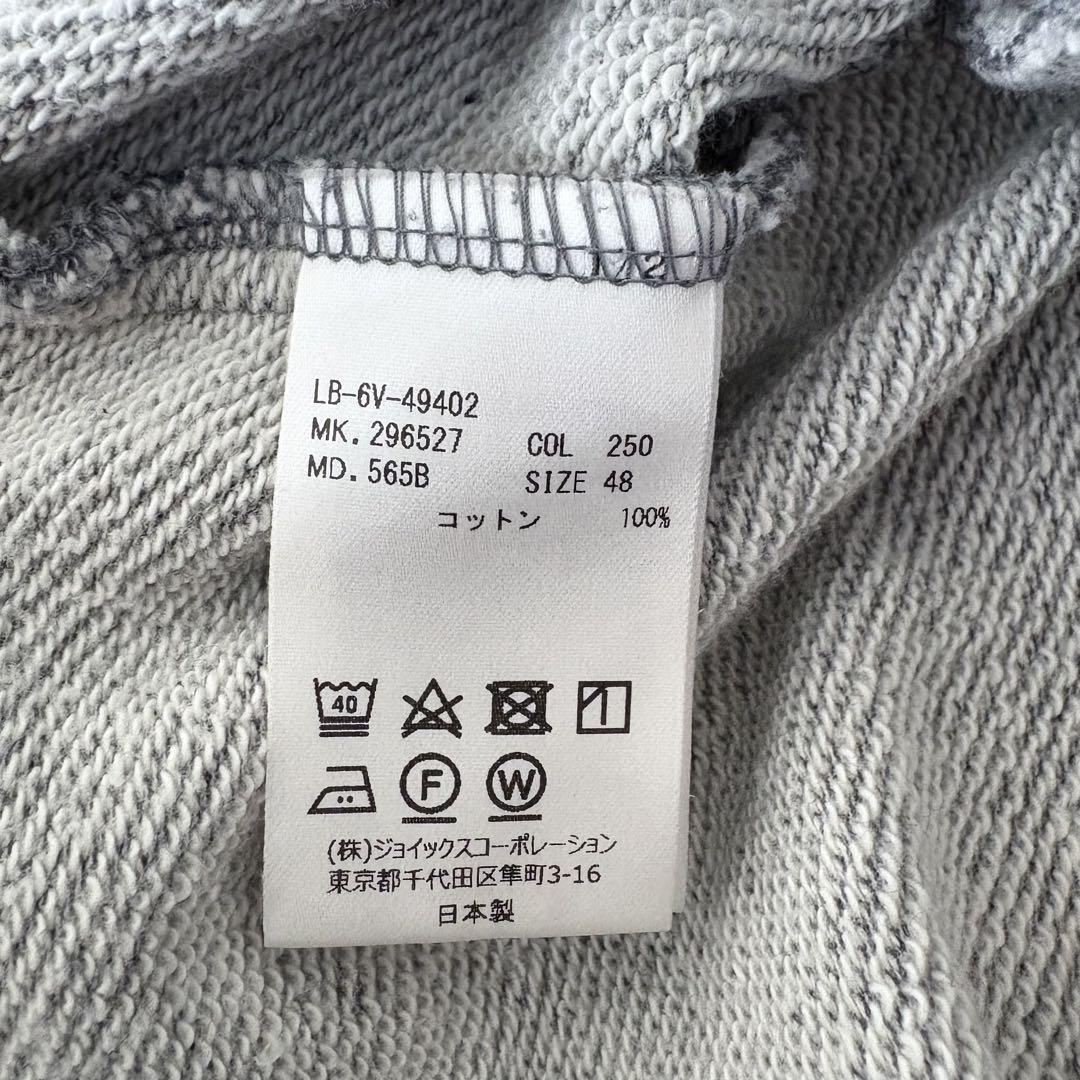 1/2
LB-6V-49402
MK.296527 COL 250
MD.565B SIZE 48
コットン 100%
40
F W
(株)ジョイックスコーポレーション
東京都千代田区隼町3-16
日本製